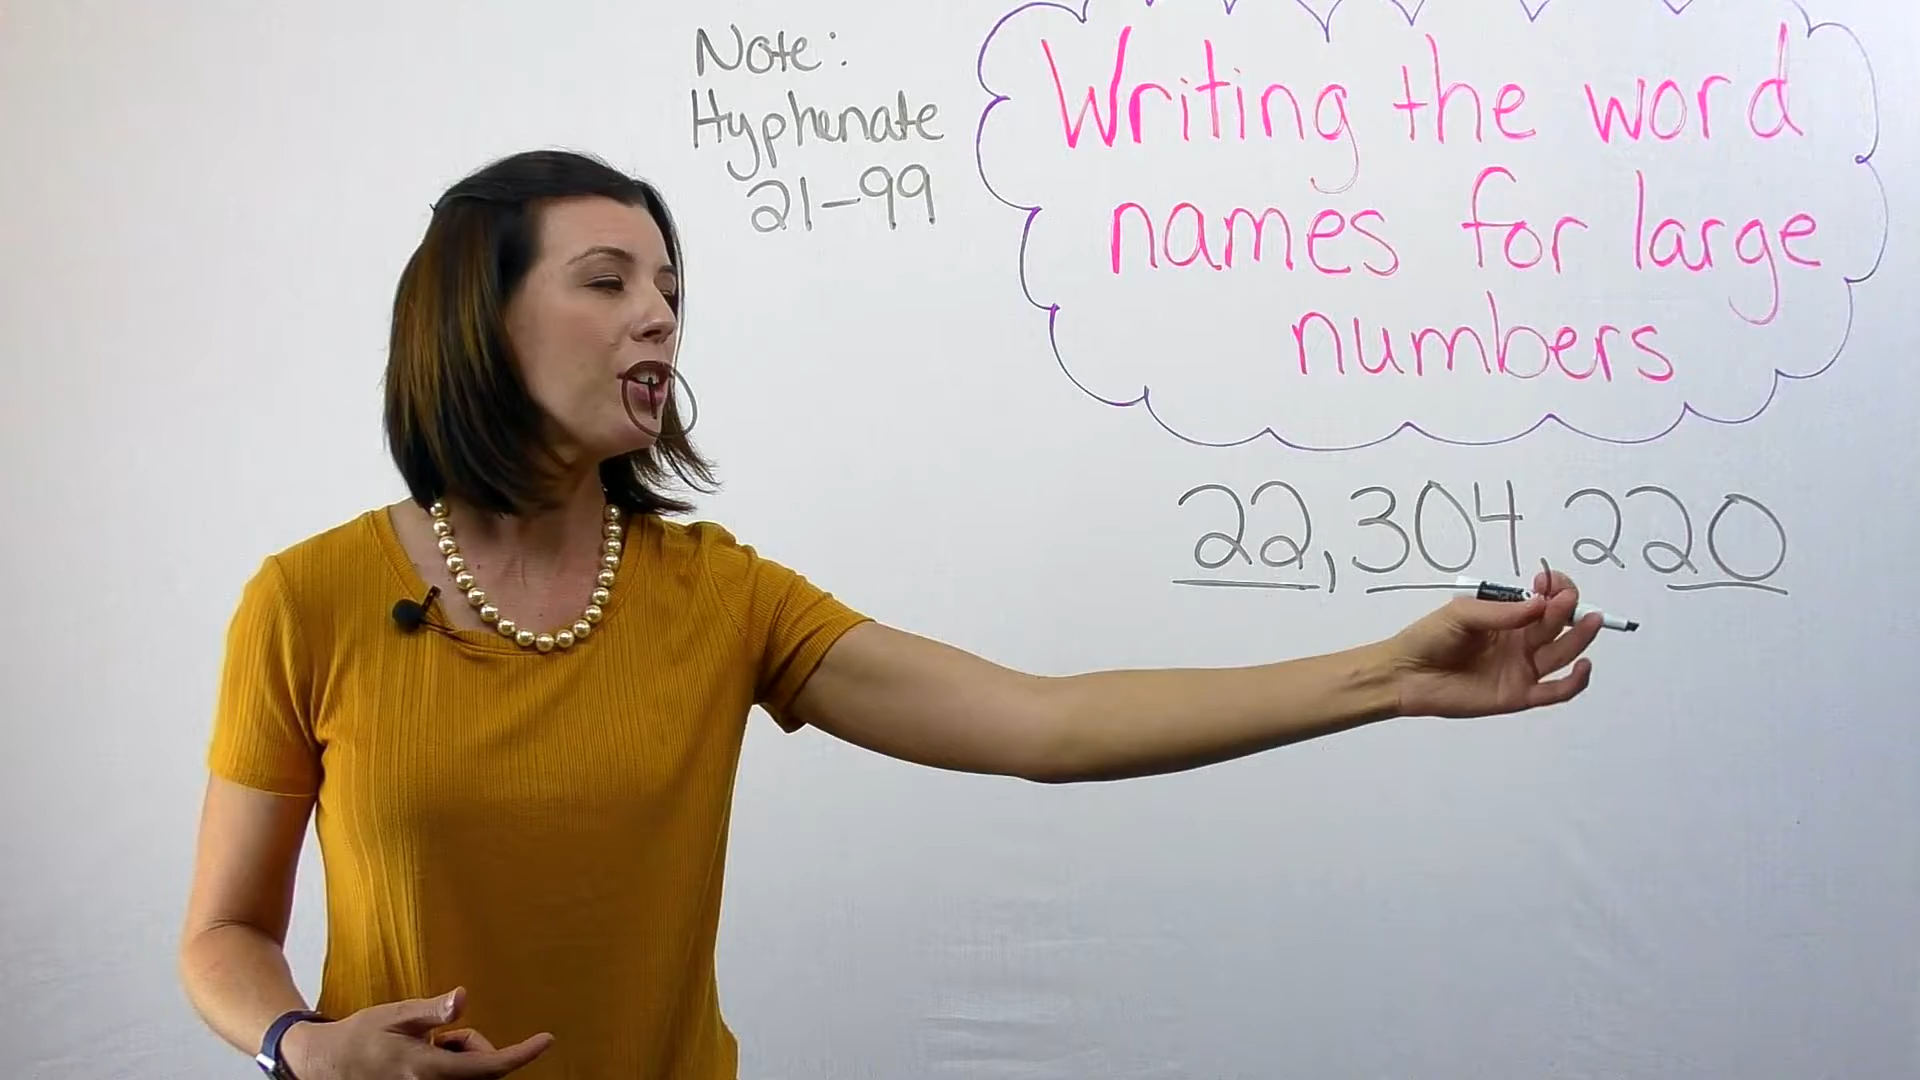 Note:
Hyphenate
21-99
Writing the word
names for large
numbers
22,304,220